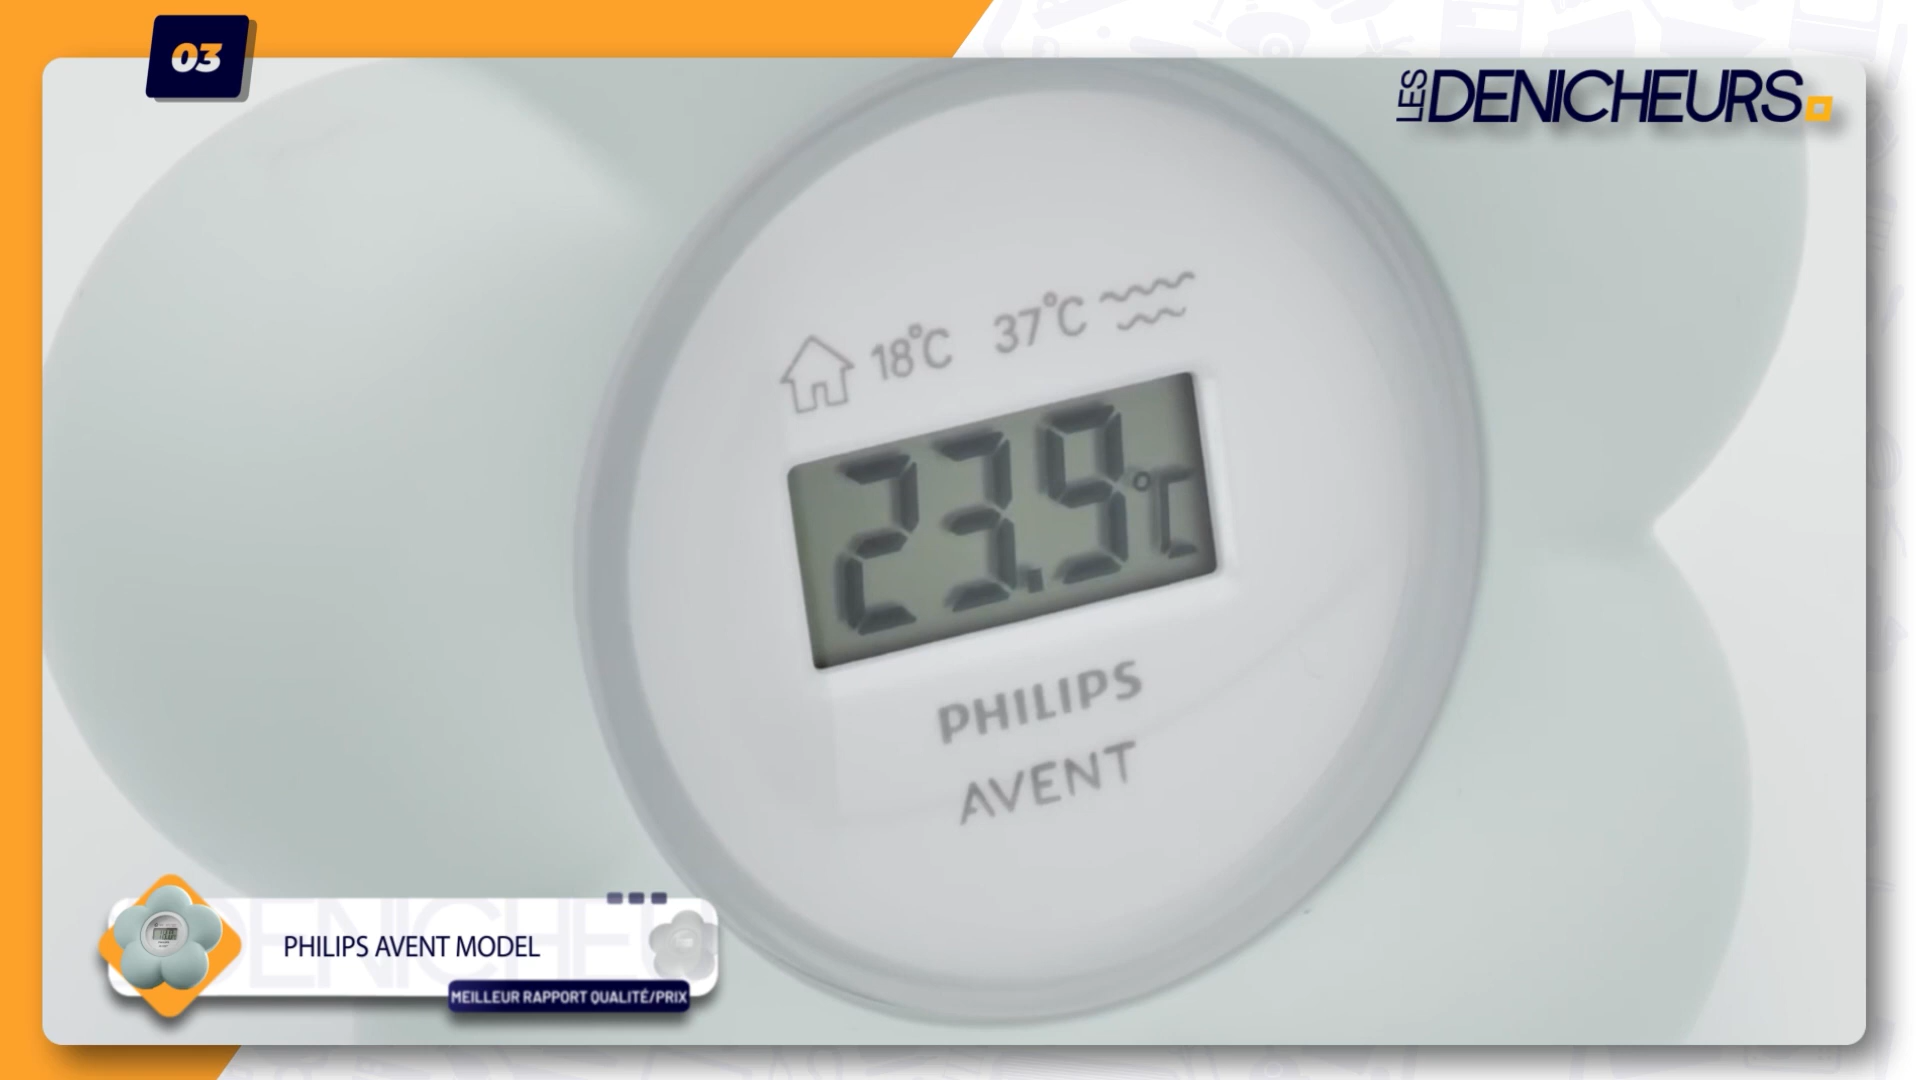 03
LES DENICHEURS
18°C 37°C
23.9°C
PHILIPS
AVENT
PHILIPS AVENT MODEL
MEILLEUR RAPPORT QUALITÉ/PRIX